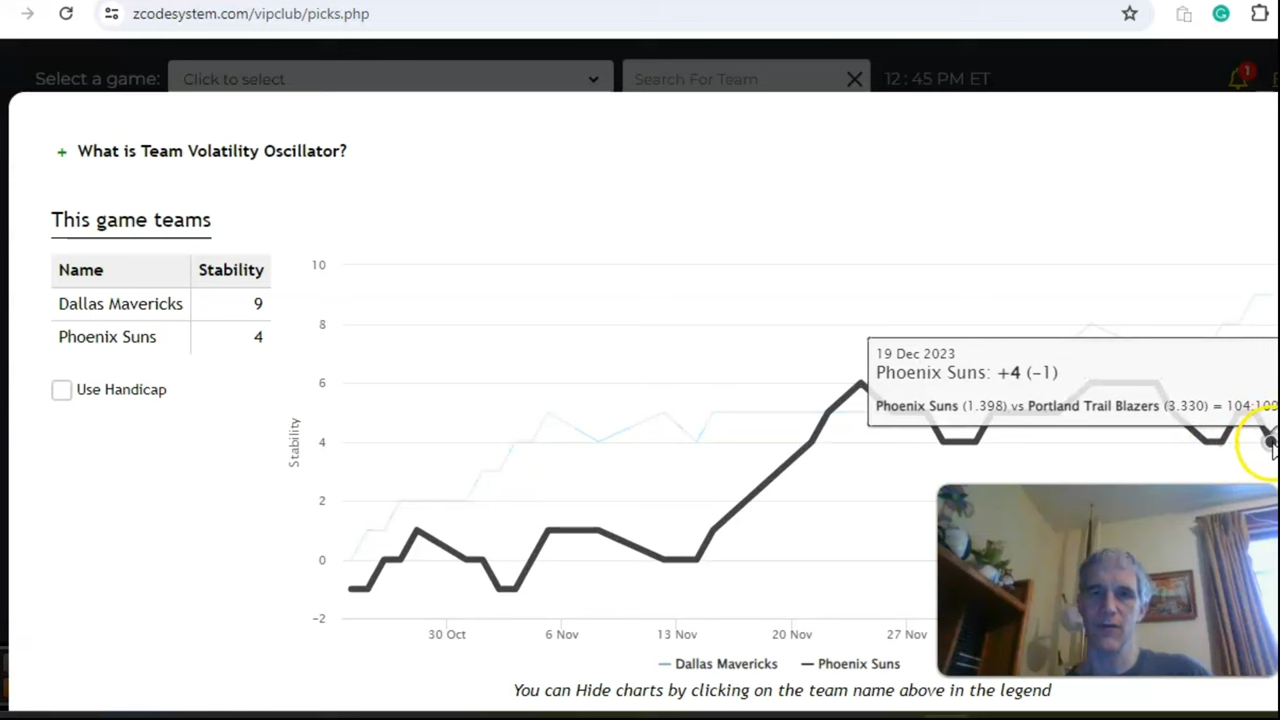 zcodesystem.com/vipclub/picks.php
Select a game: Click to select Search For Team 12:45 PM ET 1
+ What is Team Volatility Oscillator?
This game teams
Name Stability
Dallas Mavericks 9
Phoenix Suns 4
Use Handicap
Stability
10
8
6
4
2
0
-2
19 Dec 2023
Phoenix Suns: +4 (-1)
Phoenix Suns (1.398) vs Portland Trail Blazers (3.330) = 104:109
30 Oct 6 Nov 13 Nov 20 Nov 27 Nov
Dallas Mavericks Phoenix Suns
You can Hide charts by clicking on the team name above in the legend